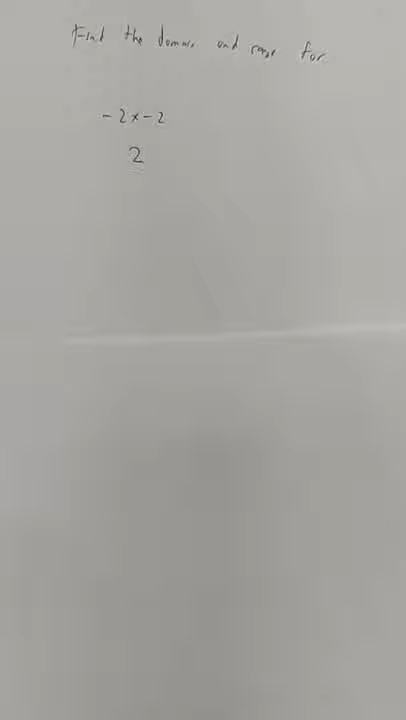 Find the domain and range for
- 2x - 2
2